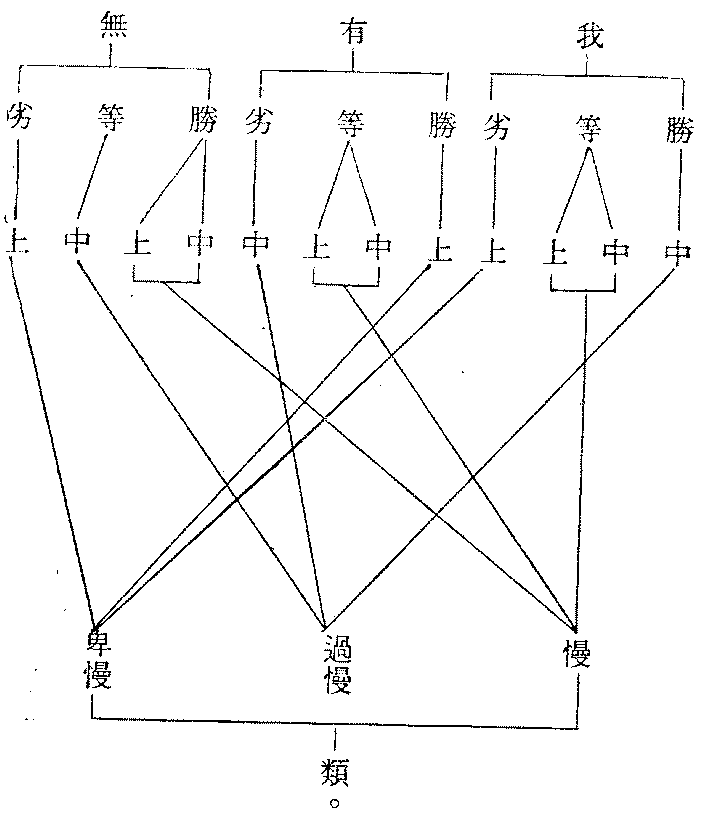 無 有 我
劣 等 勝 劣 等 勝 劣 等 勝
上 中 上 中 中 上 中 上 上 上 中 中
卑慢 過慢 慢
類。